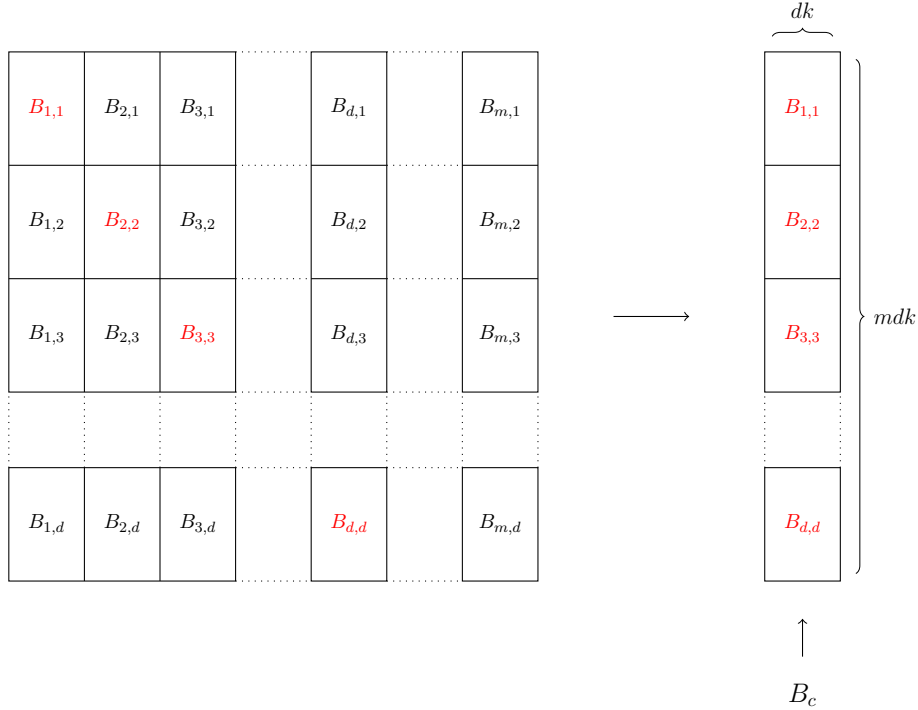 dk
B_{1,1} B_{2,1} B_{3,1} B_{d,1} B_{m,1} B_{1,1}
B_{1,2} B_{2,2} B_{3,2} B_{d,2} B_{m,2} B_{2,2}
B_{1,3} B_{2,3} B_{3,3} B_{d,3} B_{m,3} B_{3,3} mdk
B_{1,d} B_{2,d} B_{3,d} B_{d,d} B_{m,d} B_{d,d}
B_c